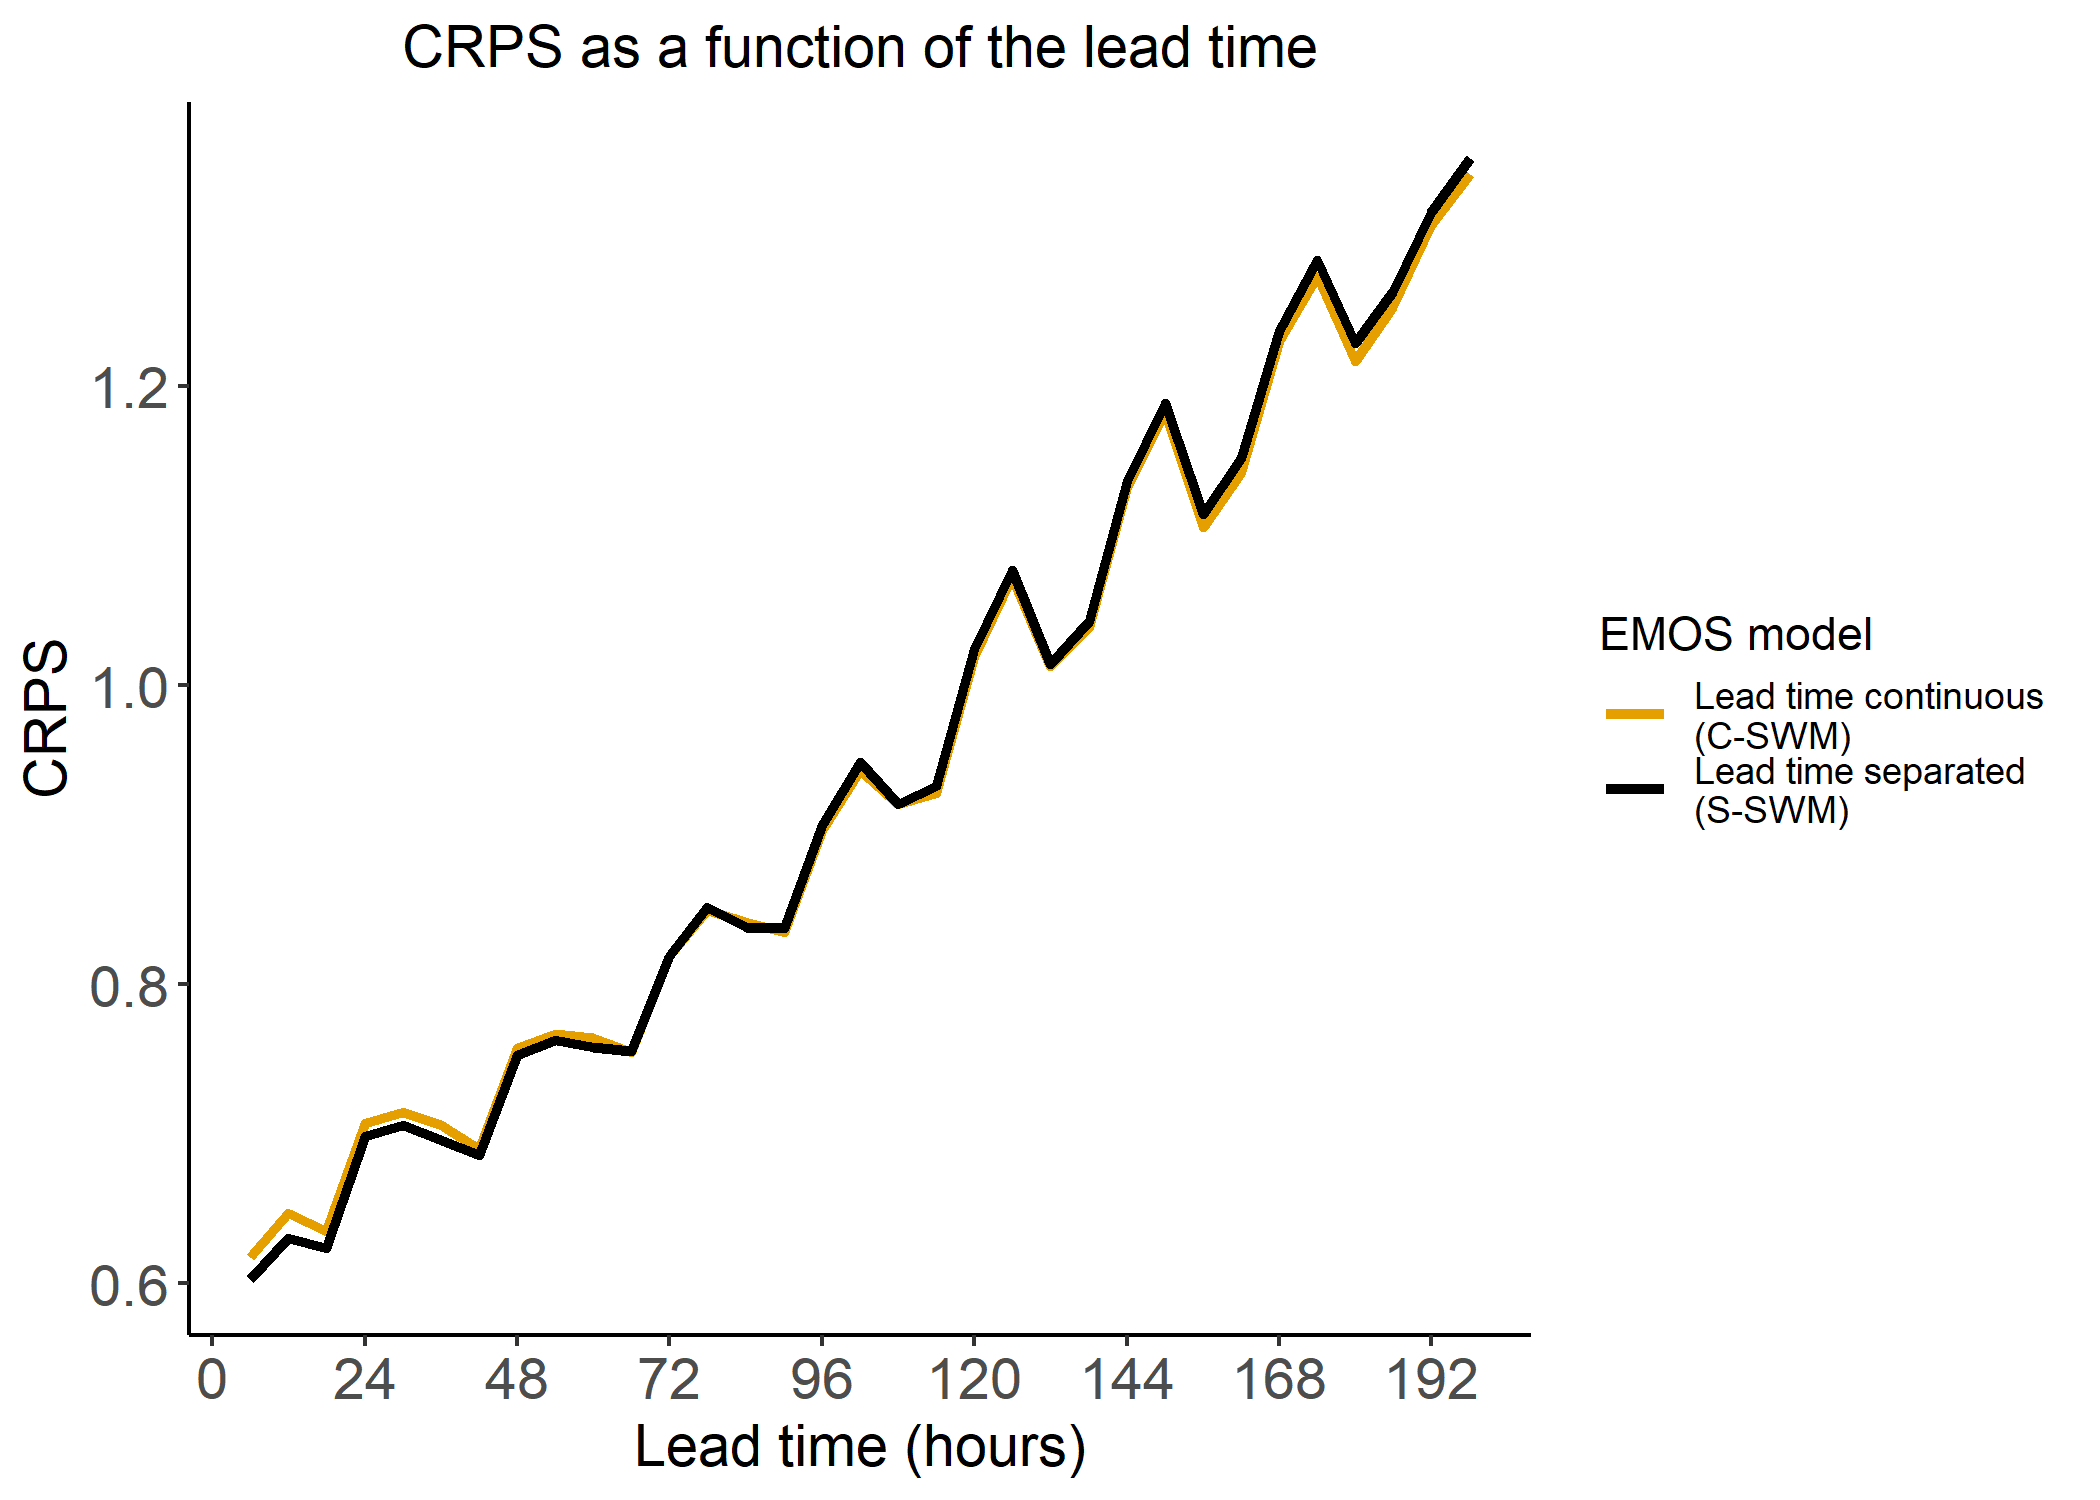 CRPS as a function of the lead time
CRPS
1.2
1.0
0.8
0.6
0 24 48 72 96 120 144 168 192
Lead time (hours)
EMOS model
Lead time continuous
(C-SWM)
Lead time separated
(S-SWM)